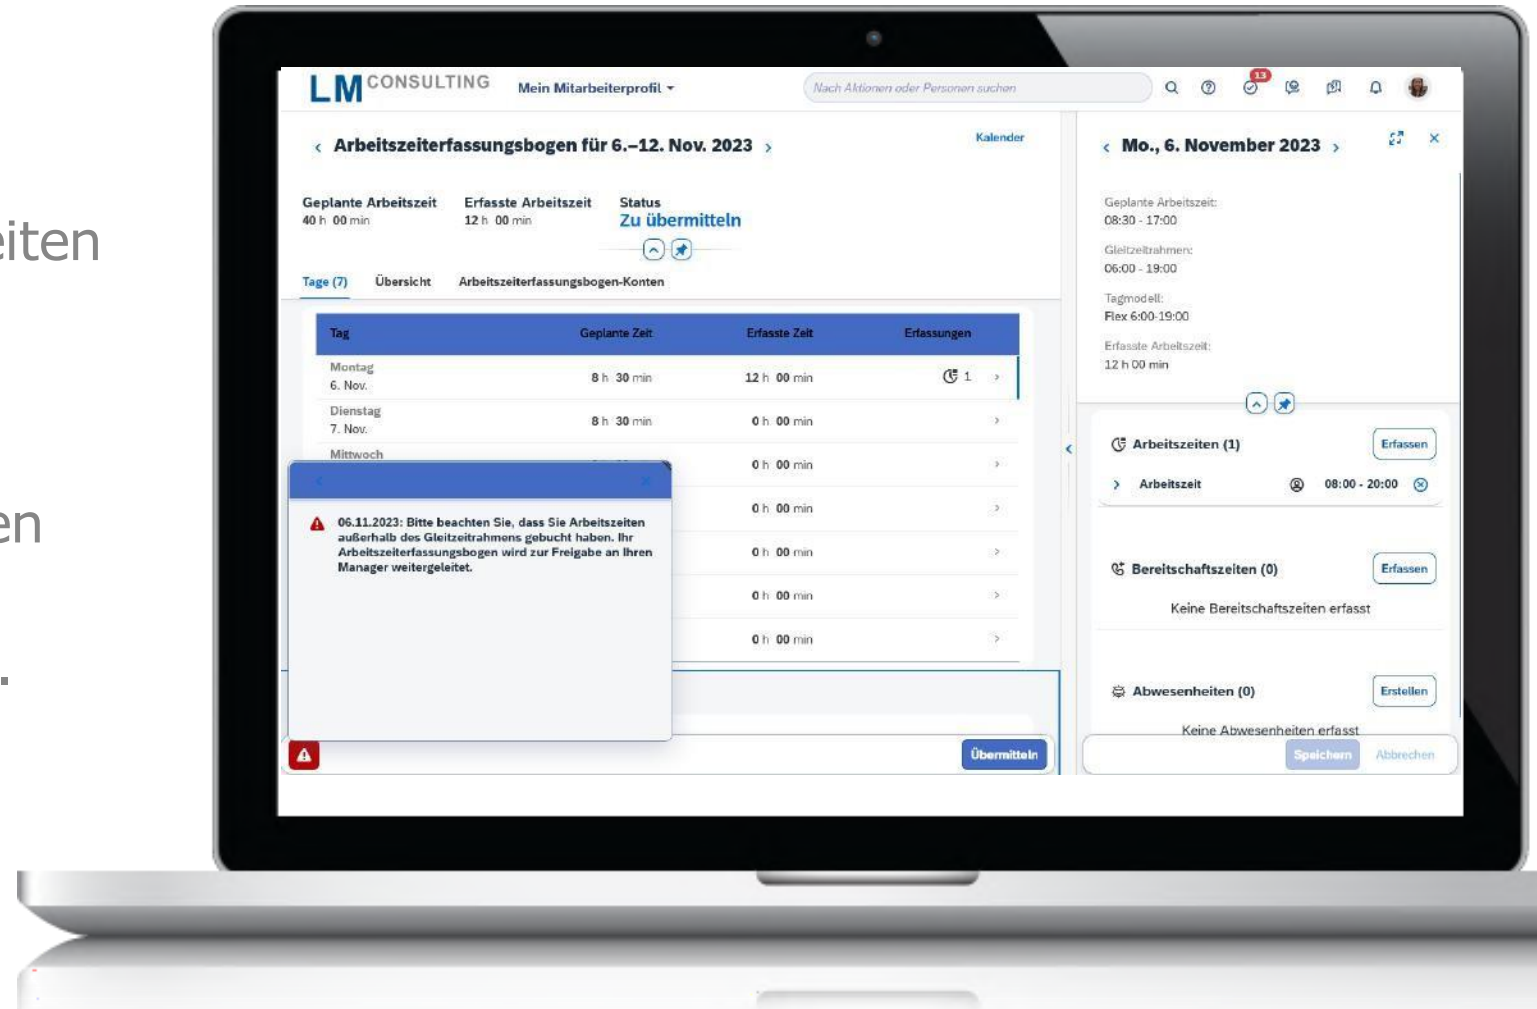 eiten
en
.
LM CONSULTING
Mein Mitarbeiterprofil
Nach Aktionen oder Personen suchen
13
Arbeitszeiterfassungsbogen für 6.–12. Nov. 2023
Kalender
Geplante Arbeitszeit Erfasste Arbeitszeit Status
40 h 00 min 12 h 00 min Zu übermitteln
Tage (7) Übersicht Arbeitszeiterfassungsbogen-Konten
Tag Geplante Zeit Erfasste Zeit Erfassungen
Montag
6. Nov. 8 h 30 min 12 h 00 min 1
Dienstag
7. Nov. 8 h 30 min 0 h 00 min
Mittwoch
0 h 00 min
0 h 00 min
0 h 00 min
0 h 00 min
0 h 00 min
06.11.2023: Bitte beachten Sie, dass Sie Arbeitszeiten
außerhalb des Gleitzeitrahmens gebucht haben. Ihr
Arbeitszeiterfassungsbogen wird zur Freigabe an Ihren
Manager weitergeleitet.
Übermitteln
Mo., 6. November 2023
Geplante Arbeitszeit:
08:30 - 17:00
Gleitzeitrahmen:
06:00 - 19:00
Tagmodell:
Flex 6:00-19:00
Erfasste Arbeitszeit:
12 h 00 min
Arbeitszeiten (1) Erfassen
Arbeitszeit 08:00 - 20:00
Bereitschaftszeiten (0) Erfassen
Keine Bereitschaftszeiten erfasst
Abwesenheiten (0) Erstellen
Keine Abwesenheiten erfasst
Speichern Abbrechen